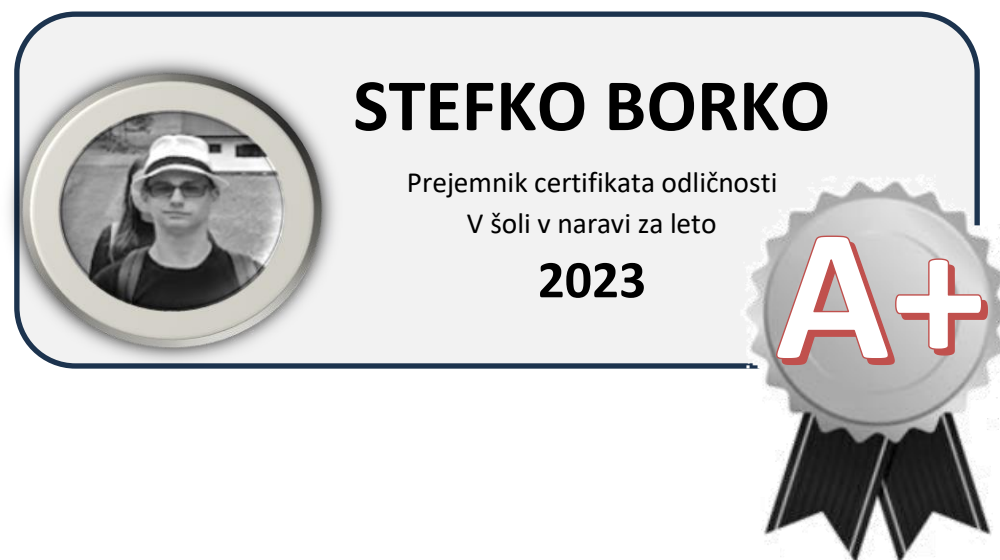 STEFKO BORKO
Prejemnik certifikata odličnosti
V šoli v naravi za leto
2023
A+